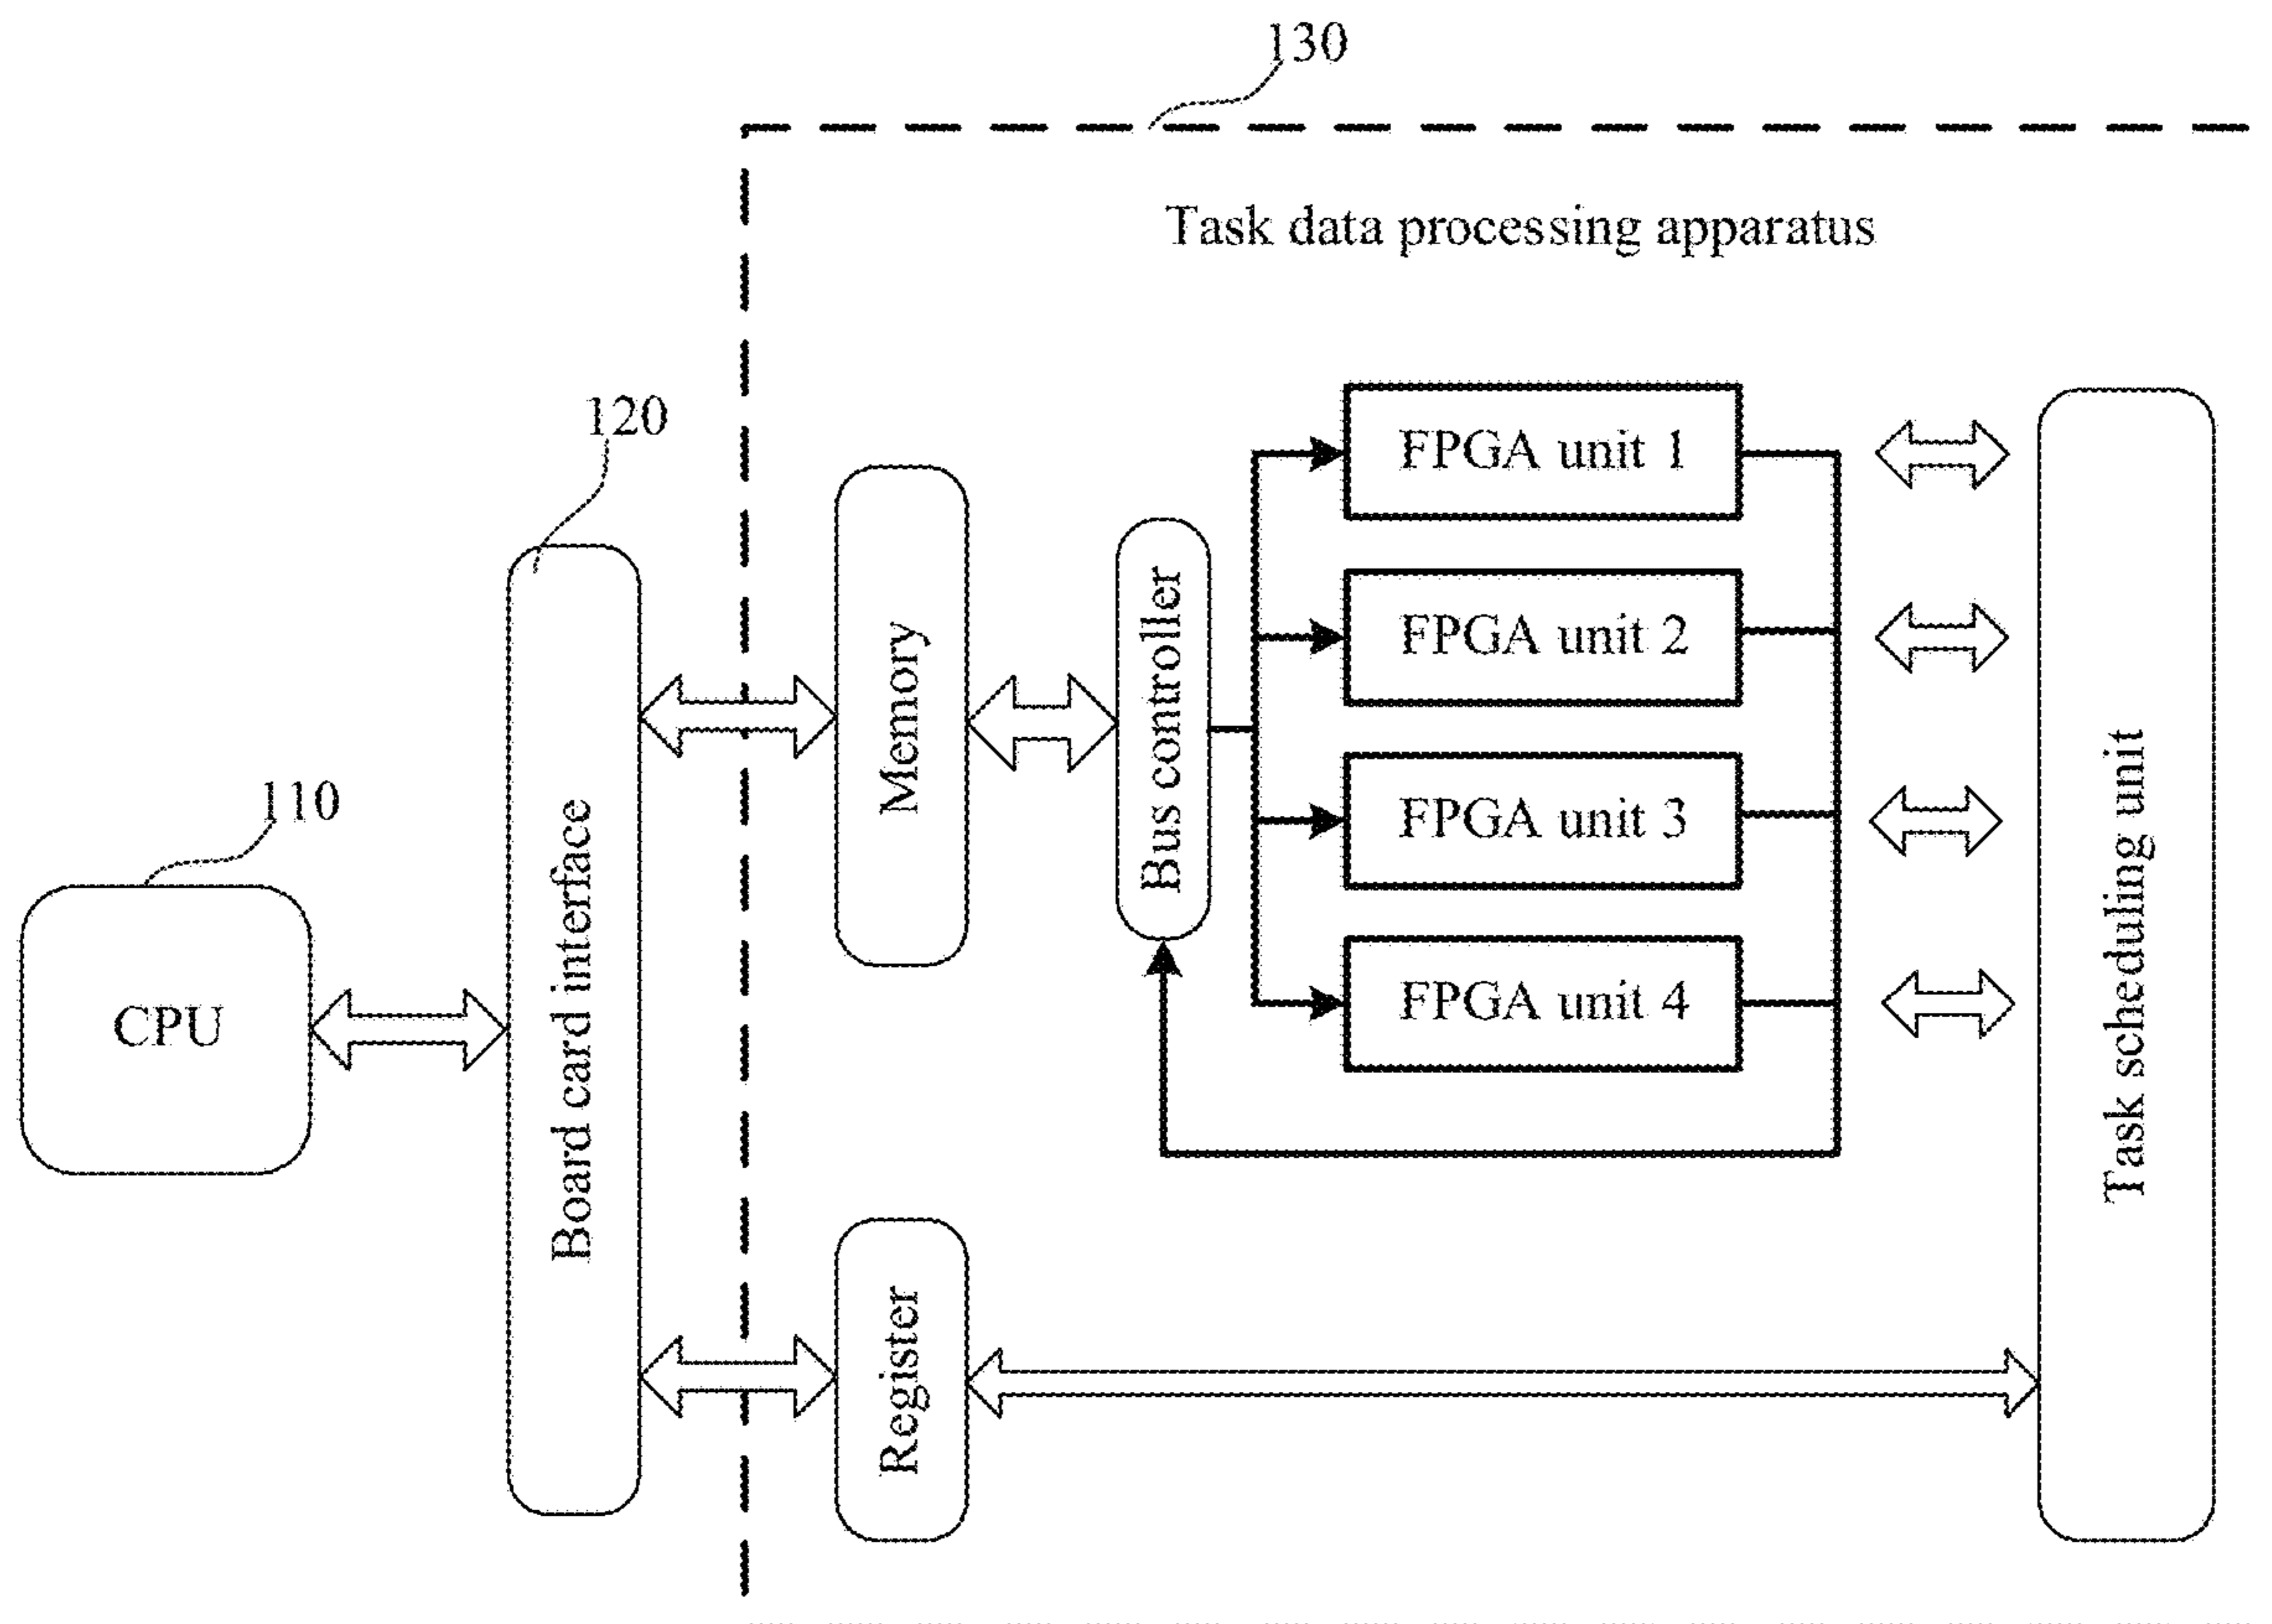 130
Task data processing apparatus
120
110
CPU
Board card interface
Memory
Register
Bus controller
FPGA unit 1
FPGA unit 2
FPGA unit 3
FPGA unit 4
Task scheduling unit